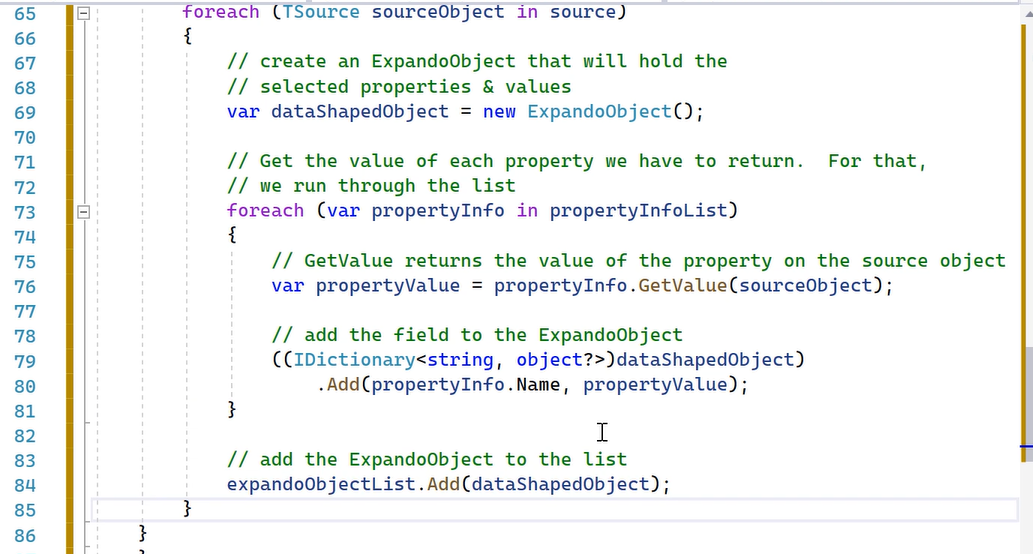 65 foreach (TSource sourceObject in source)
66 {
67 // create an ExpandoObject that will hold the
68 // selected properties & values
69 var dataShapedObject = new ExpandoObject();
70
71 // Get the value of each property we have to return.  For that,
72 // we run through the list
73 foreach (var propertyInfo in propertyInfoList)
74 {
75 // GetValue returns the value of the property on the source object
76 var propertyValue = propertyInfo.GetValue(sourceObject);
77
78 // add the field to the ExpandoObject
79 ((IDictionary<string, object?>)dataShapedObject)
80 .Add(propertyInfo.Name, propertyValue);
81 }
82
83 // add the ExpandoObject to the list
84 expandoObjectList.Add(dataShapedObject);
85 }
86 }